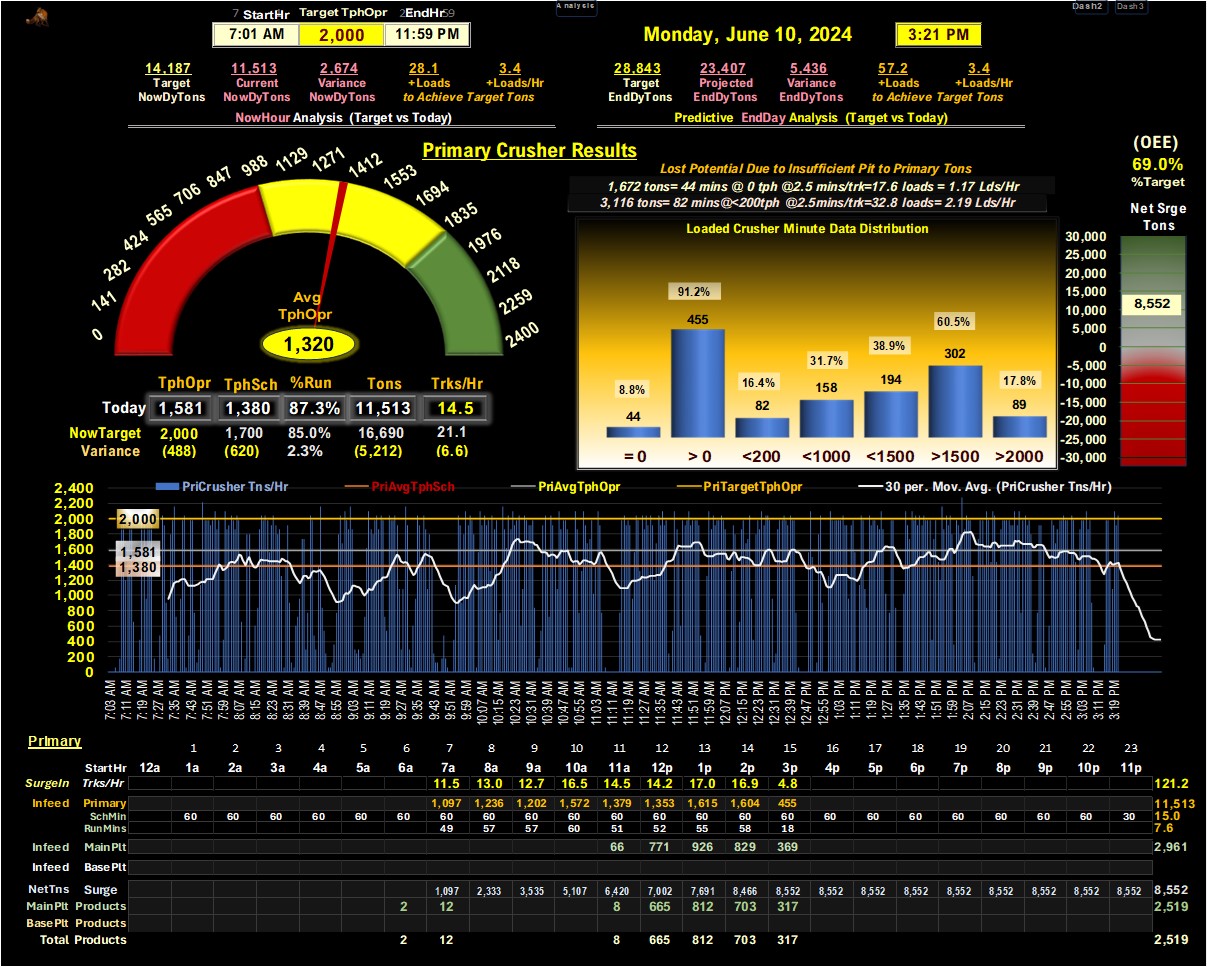 Analysis
Dash2 Dash3
7 StartHr Target TphOpr EndHr 59
7:01 AM 2,000 11:59 PM
Monday, June 10, 2024 3:21 PM
14,187 11,513 2,674 28.1 3.4
Target Current Variance +Loads +Loads/Hr
NowDyTons NowDyTons NowDyTons to Achieve Target Tons
NowHour Analysis (Target vs Today)
28,843 23,407 5,436 57.2 3.4
Target Projected Variance +Loads +Loads/Hr
EndDyTons EndDyTons EndDyTons to Achieve Target Tons
Predictive EndDay Analysis (Target vs Today)
Primary Crusher Results
0 141 282 424 565 706 847 988 1129 1271 1412 1553 1694 1835 1976 2118 2259 2400
Avg
TphOpr
1,320
TphOpr TphSch %Run Tons Trks/Hr
Today 1,581 1,380 87.3% 11,513 14.5
NowTarget 2,000 1,700 85.0% 16,690 21.1
Variance (488) (620) 2.3% (5,212) (6.6)
Lost Potential Due to Insufficient Pit to Primary Tons
1,672 tons= 44 mins @ 0 tph @2.5 mins/trk=17.6 loads = 1.17 Lds/Hr
3,116 tons= 82 mins@<200tph @2.5mins/trk=32.8 loads = 2.19 Lds/Hr
Loaded Crusher Minute Data Distribution
8.8% 91.2% 16.4% 31.7% 38.9% 60.5% 17.8%
44 455 82 158 194 302 89
= 0 > 0 <200 <1000 <1500 >1500 >2000
(OEE)
69.0%
%Target
Net Srge
Tons
30,000
25,000
20,000
15,000
10,000
5,000
0
-5,000
-10,000
-15,000
-20,000
-25,000
-30,000
8,552
PriCrusher Tns/Hr PriAvgTphSch PriAvgTphOpr PriTargetTphOpr 30 per. Mov. Avg. (PriCrusher Tns/Hr)
2,400
2,200
2,000
1,800
1,600
1,400
1,200
1,000
800
600
400
200
0
2,000
1,581
1,380
7:03 AM 7:11 AM 7:19 AM 7:27 AM 7:35 AM 7:43 AM 7:51 AM 7:59 AM 8:07 AM 8:15 AM 8:23 AM 8:31 AM 8:39 AM 8:47 AM 8:55 AM 9:03 AM 9:11 AM 9:19 AM 9:27 AM 9:35 AM 9:43 AM 9:51 AM 9:59 AM 10:07 AM 10:15 AM 10:23 AM 10:31 AM 10:39 AM 10:47 AM 10:55 AM 11:03 AM 11:11 AM 11:19 AM 11:27 AM 11:35 AM 11:43 AM 11:51 AM 11:59 AM 12:07 PM 12:15 PM 12:23 PM 12:31 PM 12:39 PM 12:47 PM 12:55 PM 1:03 PM 1:11 PM 1:19 PM 1:27 PM 1:35 PM 1:43 PM 1:51 PM 1:59 PM 2:07 PM 2:15 PM 2:23 PM 2:31 PM 2:39 PM 2:47 PM 2:55 PM 3:03 PM 3:11 PM 3:19 PM
Primary
1 2 3 4 5 6 7 8 9 10 11 12 13 14 15 16 17 18 19 20 21 22 23
StartHr 12a 1a 2a 3a 4a 5a 6a 7a 8a 9a 10a 11a 12p 1p 2p 3p 4p 5p 6p 7p 8p 9p 10p 11p
SurgeIn Trks/Hr 11.5 13.0 12.7 16.5 14.5 14.2 17.0 16.9 4.8 121.2
Infeed Primary 1,097 1,236 1,202 1,572 1,379 1,353 1,615 1,604 455 11,513
SchMin 60 60 60 60 60 60 60 60 60 60 60 60 60 60 60 60 60 60 60 60 60 60 30 15.0
RunMins 49 57 57 60 51 52 55 58 18 7.6
Infeed MainPlt 66 771 926 829 369 2,961
Infeed BasePlt
NetTns Surge 1,097 2,333 3,535 5,107 6,420 7,002 7,691 8,466 8,552 8,552 8,552 8,552 8,552 8,552 8,552 8,552 8,552 8,552
MainPlt Products 2 12 8 665 812 703 317 2,519
BasePlt Products
Total Products 2 12 8 665 812 703 317 2,519